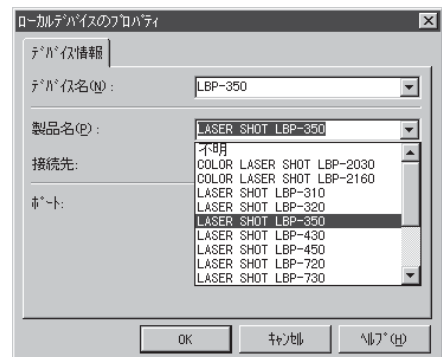 ﾛｰｶﾙﾃﾞﾊﾞｲｽのﾌﾟﾛﾊﾟﾃｨ
ﾃﾞﾊﾞｲｽ情報
ﾃﾞﾊﾞｲｽ名(N) : LBP-350
製品名(P) : LASER SHOT LBP-350
不明
接続先: COLOR LASER SHOT LBP-2030
COLOR LASER SHOT LBP-2160
LASER SHOT LBP-310
ﾎﾟｰﾄ: LASER SHOT LBP-320
LASER SHOT LBP-350
LASER SHOT LBP-430
LASER SHOT LBP-450
LASER SHOT LBP-720
LASER SHOT LBP-730
OK ｷｬﾝｾﾙ ﾍﾙﾌﾟ(H)